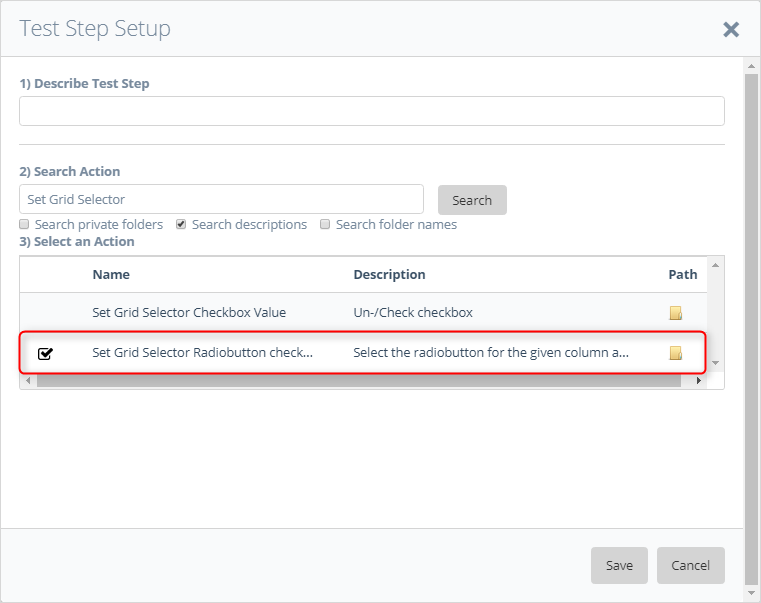 Test Step Setup
1) Describe Test Step
2) Search Action
Set Grid Selector Search
Search private folders Search descriptions Search folder names
3) Select an Action
Name Description Path
Set Grid Selector Checkbox Value Un-/Check checkbox
Set Grid Selector Radiobutton check... Select the radiobutton for the given column a...
Save Cancel